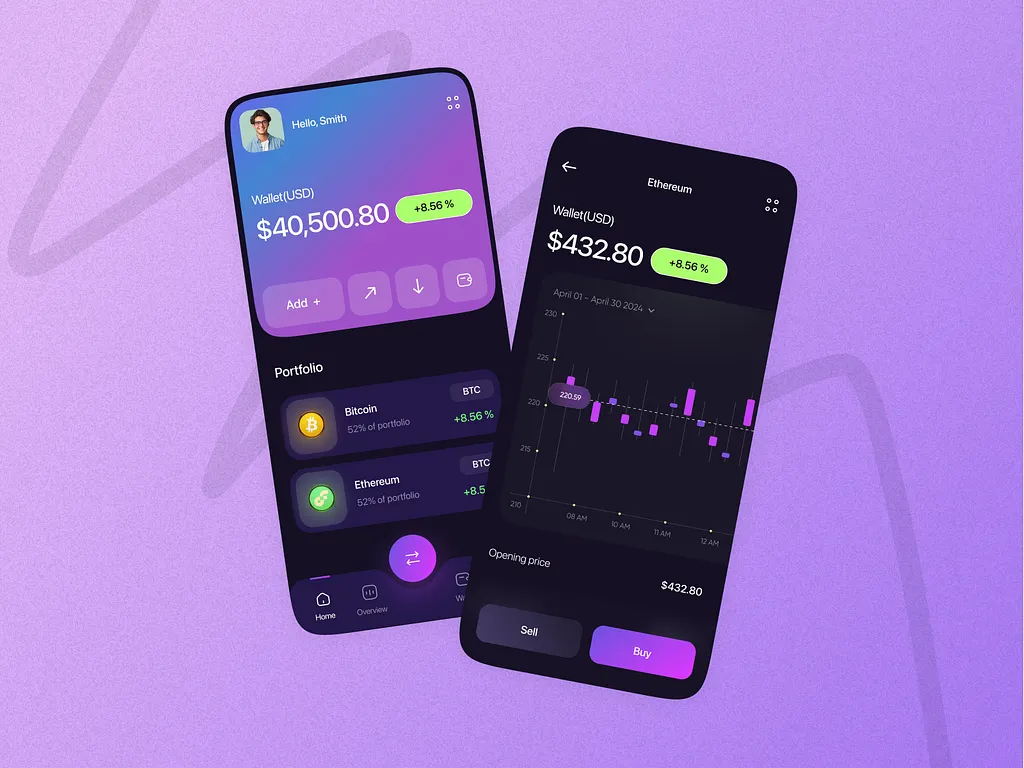 Hello, Smith
Wallet(USD)
$40,500.80
+8.56 %
Add +
Portfolio
Bitcoin
52% of portfolio
BTC
+8.56 %
Ethereum
52% of portfolio
BTC
+8.5
Home
Overview
Ethereum
Wallet(USD)
$432.80
+8.56 %
April 01 - April 30 2024
230
225
220
215
210
220.59
08 AM
10 AM
11 AM
12 AM
Opening price
$432.80
Sell
Buy